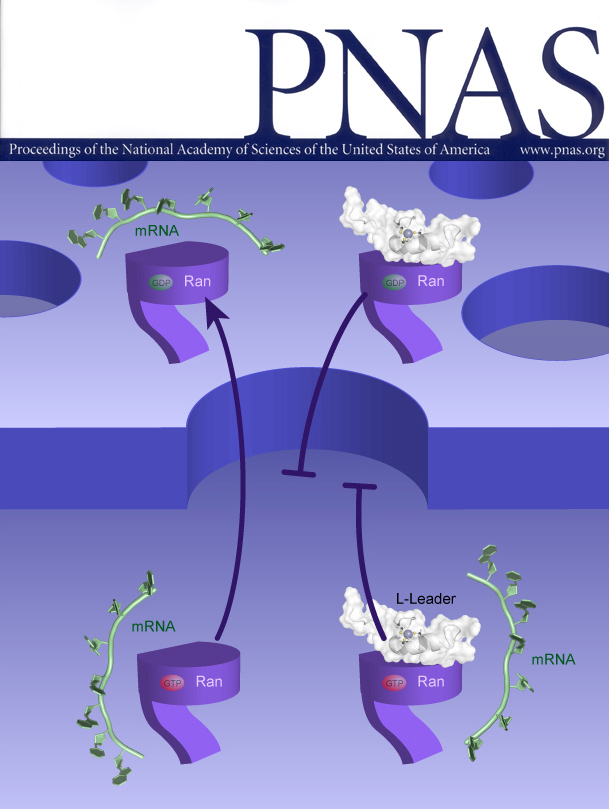 PNAS
Proceedings of the National Academy of Sciences of the United States of America www.pnas.org
mRNA
GDP Ran
GDP Ran
L-Leader
mRNA
mRNA
GTP Ran
GTP Ran